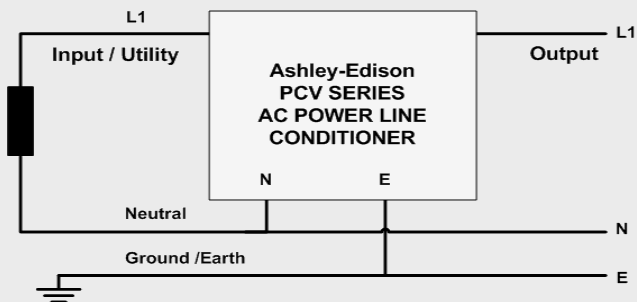 L1
L1
Input / Utility
Output
Ashley-Edison
PCV SERIES
AC POWER LINE
CONDITIONER
N E
Neutral
N
Ground /Earth
E